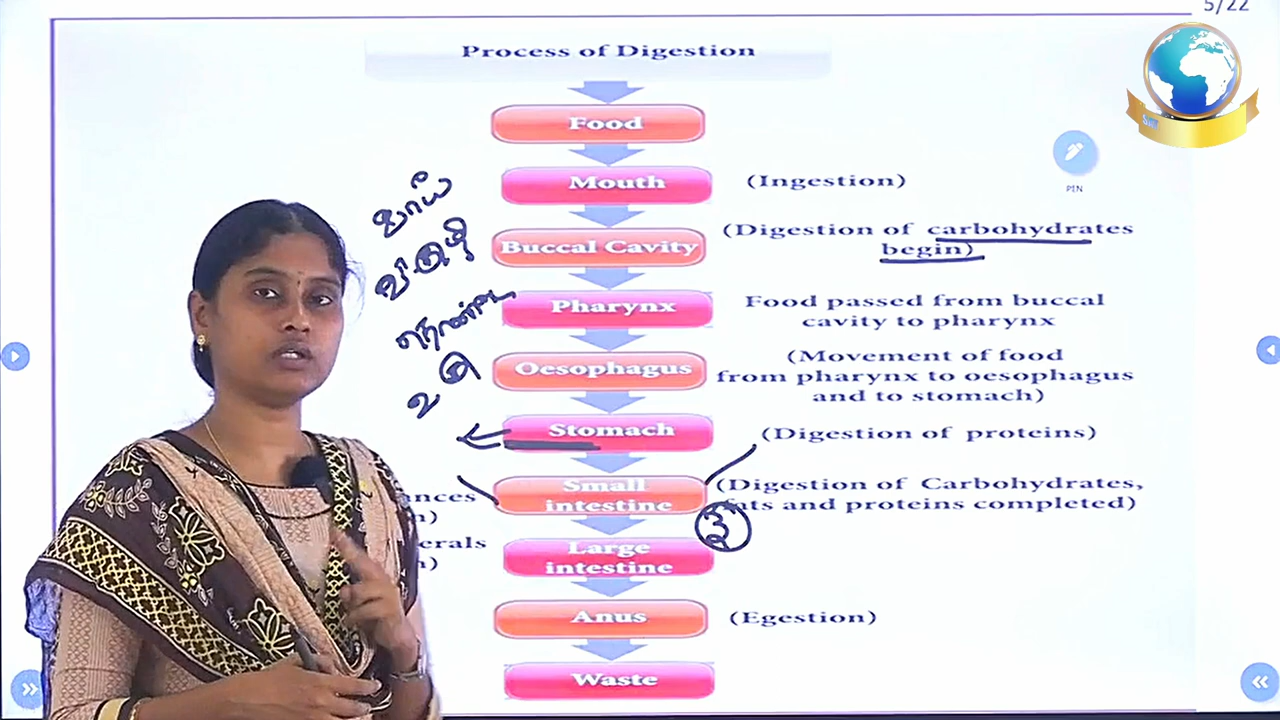 5/22
Process of Digestion
Food
Mouth (Ingestion)
Buccal Cavity (Digestion of carbohydrates
begin)
Pharynx Food passed from buccal
cavity to pharynx
Oesophagus (Movement of food
from pharynx to oesophagus
and to stomach)
Stomach (Digestion of proteins)
Small
intestine (Digestion of Carbohydrates,
fats and proteins completed)
Large
intestine
Anus (Egestion)
Waste
வாய்
தொண்டை
3
PEN